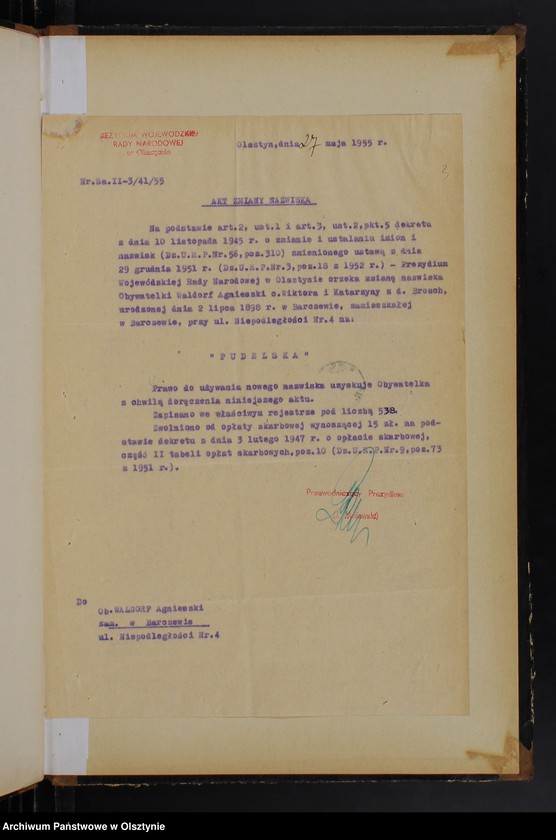 PREZYDIUM WOJEWÓDZKIEJ
RADY NARODOWEJ
w Olsztynie
Olsztyn,dnia 27 maja 1955 r.
Nr.Sa.II-3/41/55
AKT ZMIANY NAZWISKA
Na podstawie art.2, ust.1 i art.3, ust.2,pkt.5 dekretu
z dnia 10 listopada 1945 r. o zmianie i ustalaniu imion i
nazwisk (Dz.U.R.P.Nr.56,poz.310) zmienionego ustawą z dnia
29 grudnia 1951 r. (Dz.U.R.P.Nr.3,poz.18 z 1952 r.) - Prezydium
Wojewódzkiej Rady Narodowej w Olsztynie orzeka zmianę nazwiska
Obywatelki Waldorf Agnieszki c.Wiktora i Katarzyny z d. Brosch,
urodzonej dnia 2 lipca 1898 r. w Barczewie, zamieszkałej
w Barczewie, przy ul. Niepodległości Nr.4 na:
" P U D E L S K A "
Prawo do używania nowego nazwiska uzyskuje Obywatelka
z chwilą doręczenia niniejszego aktu.
Zapisano we właściwym rejestrze pod liczbą 538.
Zwolniono od opłaty skarbowej wynoszącej 15 zł. na pod-
stawie dekretu z dnia 3 lutego 1947 r. o opłacie skarbowej,
część II tabeli opłat skarbowych,poz.10 (Dz.U.R.P.Nr.9,poz.73
z 1951 r.).
Przewodniczący Prezydium
Do
Ob.WALDORF Agnieszki
zam. w Barczewie
ul. Niepodległości Nr.4
Archiwum Państwowe w Olsztynie